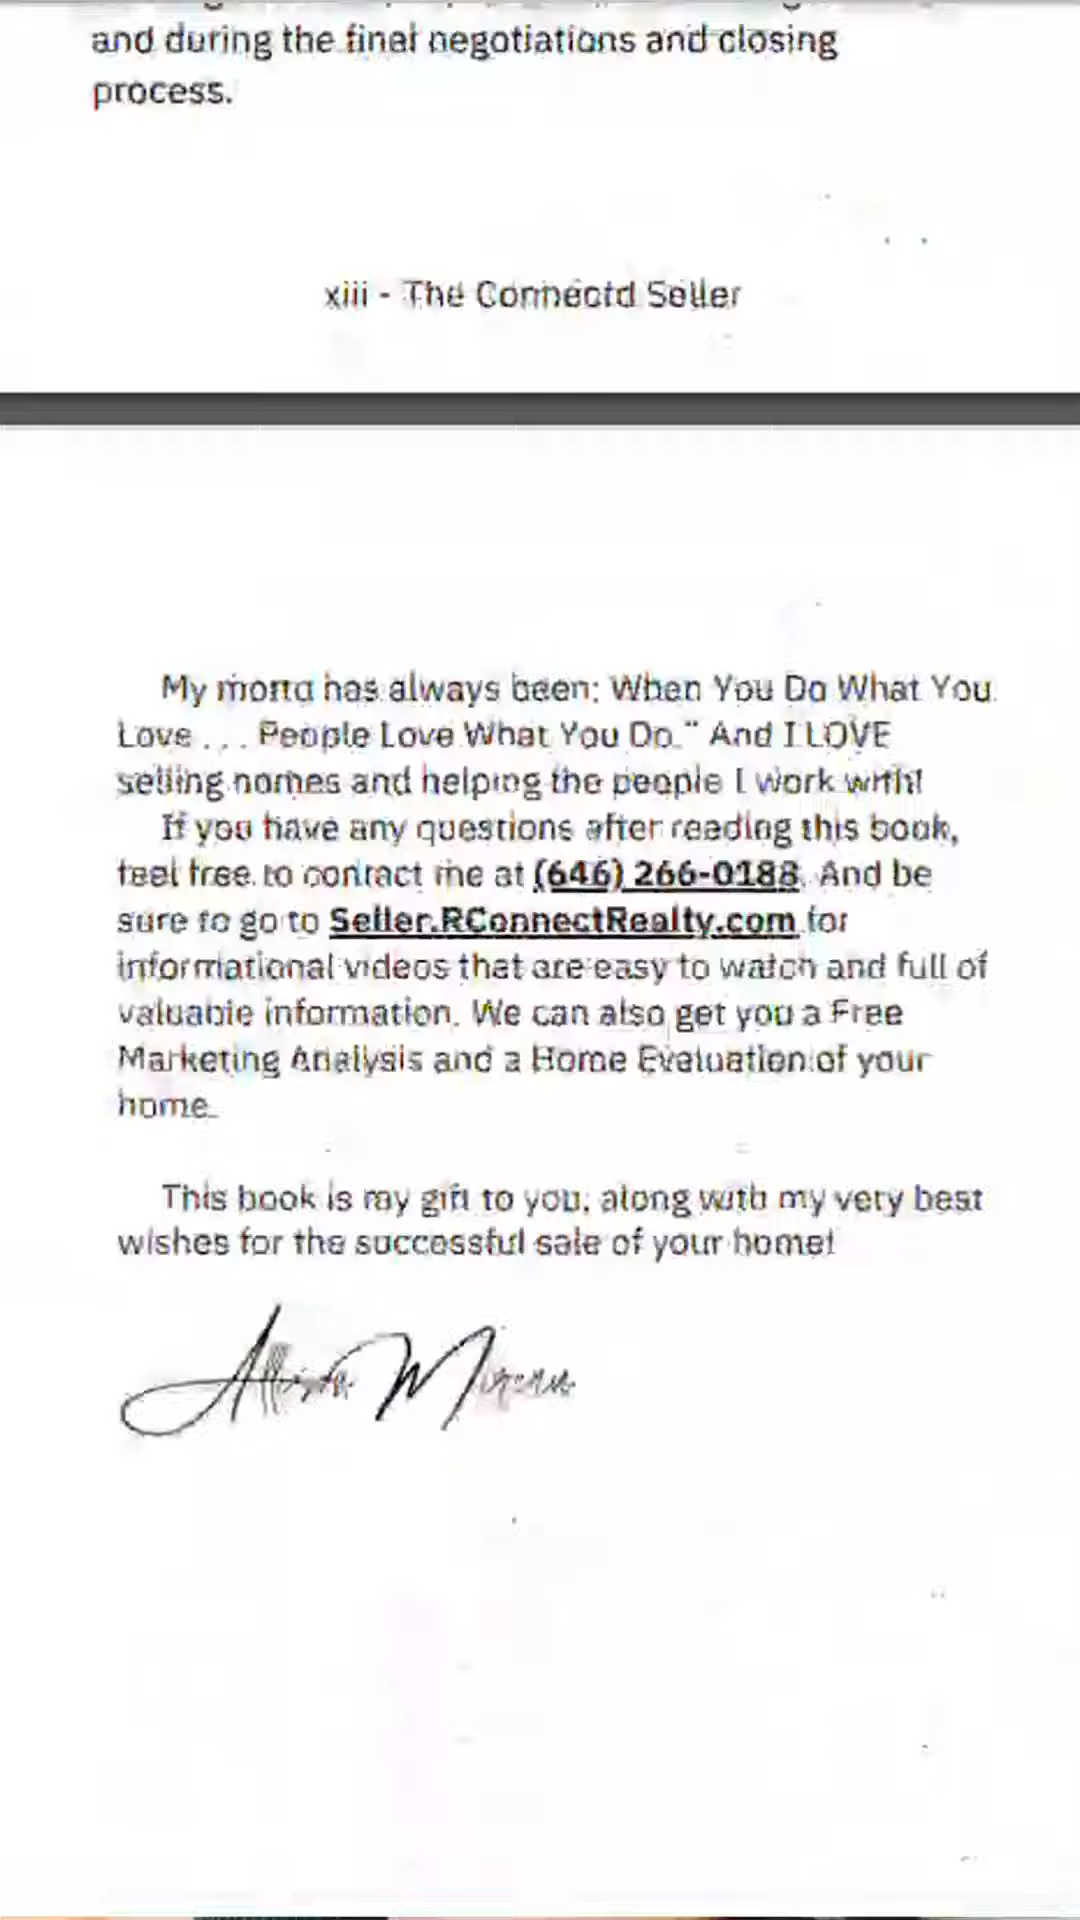 and during the final negotiations and closing
process.
xiii - The Connectd Seller
My motto has always been: When You Do What You
Love... People Love What You Do." And I LOVE
selling homes and helping the people I work with!
If you have any questions after reading this book,
feel free to contact me at (646) 266-0188. And be
sure to go to Seller.RConnectRealty.com for
informational videos that are easy to watch and full of
valuable information. We can also get you a Free
Marketing Analysis and a Home Evaluation of your
home.
This book is my gift to you, along with my very best
wishes for the successful sale of your home!